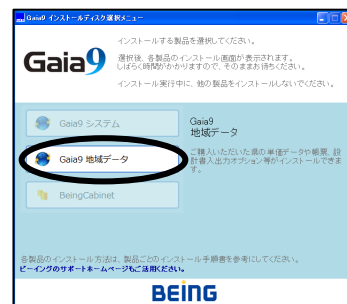 Gaia9 インストールディスク選択メニュー
Gaia9
インストールする製品を選択してください。
選択後、各製品のインストール画面が表示されます。
しばらく時間がかかりますので、そのままお待ちください。
インストール実行中に、他の製品をインストールしないでください。
Gaia9 システム
Gaia9 地域データ
BeingCabinet
Gaia9
地域データ
ご購入いただいた県の単価データや帳票、設
計書入出力オプション等がインストールできま
す。
各製品のインストール方法は、製品ごとのインストール手順書を参考にしてください。
ビーイングのサポートホームページもご活用ください。
BEING